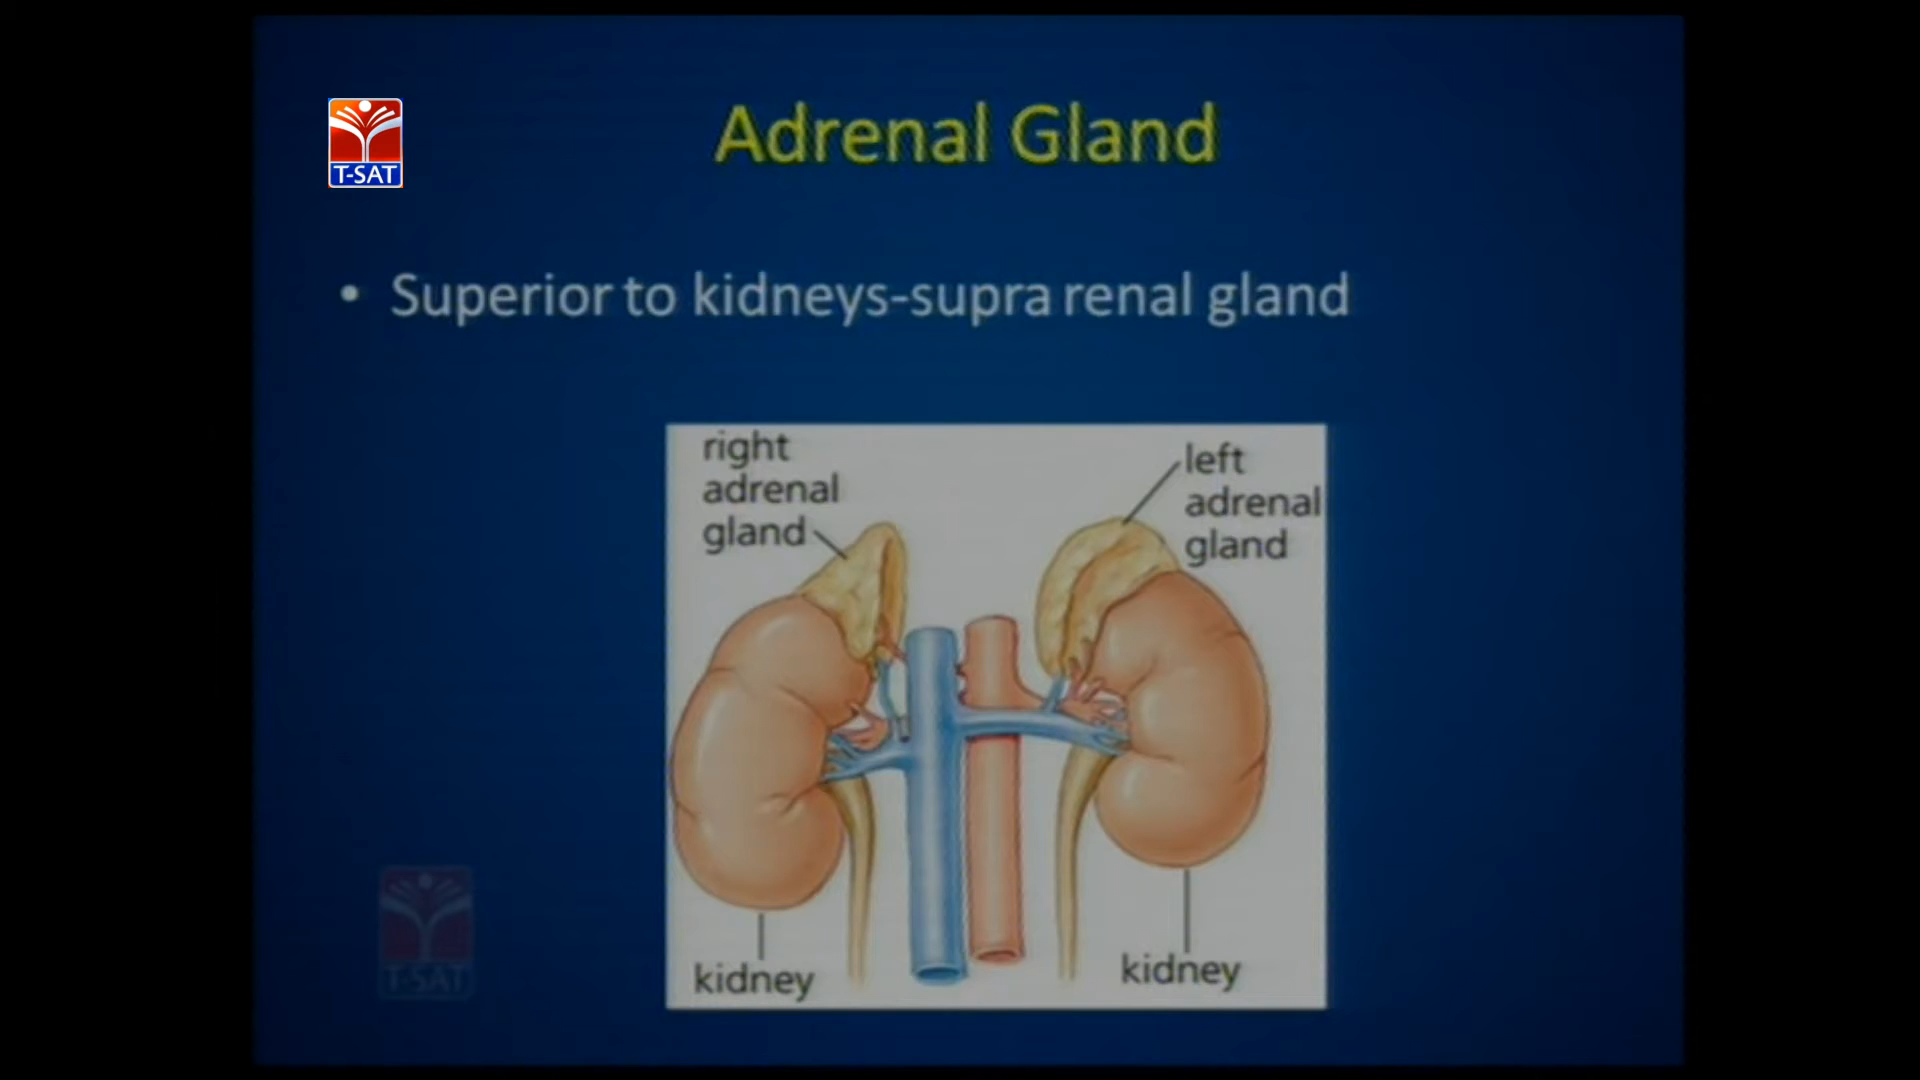 T-SAT
Adrenal Gland
• Superior to kidneys-supra renal gland
right
adrenal
gland
left
adrenal
gland
kidney
kidney
T-SAT